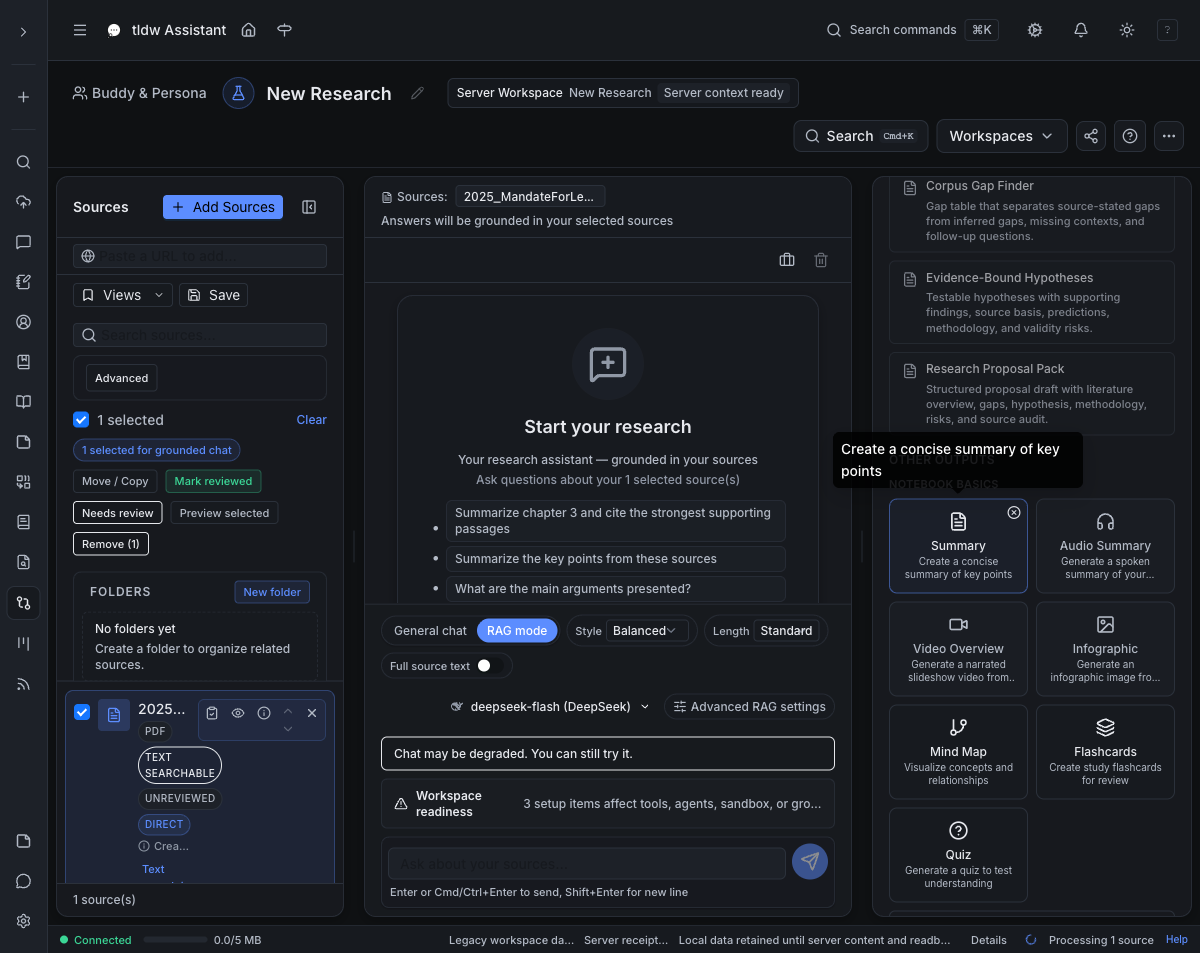 tldw Assistant
Search commands
⌘K
?
Buddy & Persona
New Research
Server Workspace New Research Server context ready
Search Cmd+K
Workspaces
Sources
Add Sources
Paste a URL to add...
Views
Save
Search sources...
Advanced
1 selected
Clear
1 selected for grounded chat
Move / Copy
Mark reviewed
Needs review
Preview selected
Remove (1)
FOLDERS
New folder
No folders yet
Create a folder to organize related
sources.
2025...
PDF
TEXT
SEARCHABLE
UNREVIEWED
DIRECT
Crea...
Text
1 source(s)
Sources:
2025_MandateForLe...
Answers will be grounded in your selected sources
Start your research
Your research assistant — grounded in your sources
Ask questions about your 1 selected source(s)
Summarize chapter 3 and cite the strongest supporting
passages
Summarize the key points from these sources
What are the main arguments presented?
General chat
RAG mode
Style
Balanced
Length
Standard
Full source text
deepseek-flash (DeepSeek)
Advanced RAG settings
Chat may be degraded. You can still try it.
Workspace
readiness
3 setup items affect tools, agents, sandbox, or gro...
Ask about your sources...
Enter or Cmd/Ctrl+Enter to send, Shift+Enter for new line
Corpus Gap Finder
Gap table that separates source-stated gaps
from inferred gaps, missing contexts, and
follow-up questions.
Evidence-Bound Hypotheses
Testable hypotheses with supporting
findings, source basis, predictions,
methodology, and validity risks.
Research Proposal Pack
Structured proposal draft with literature
overview, gaps, hypothesis, methodology,
risks, and source audit.
Create a concise summary of key
points
OTHER OUTPUTS
NOTEBOOK BASICS
Summary
Create a concise
summary of key points
Audio Summary
Generate a spoken
summary of your...
Video Overview
Generate a narrated
slideshow video from..
Infographic
Generate an
infographic image fro...
Mind Map
Visualize concepts and
relationships
Flashcards
Create study flashcards
for review
Quiz
Generate a quiz to test
understanding
Connected
0.0/5 MB
Legacy workspace da...
Server receipt...
Local data retained until server content and readb...
Details
Processing 1 source
Help